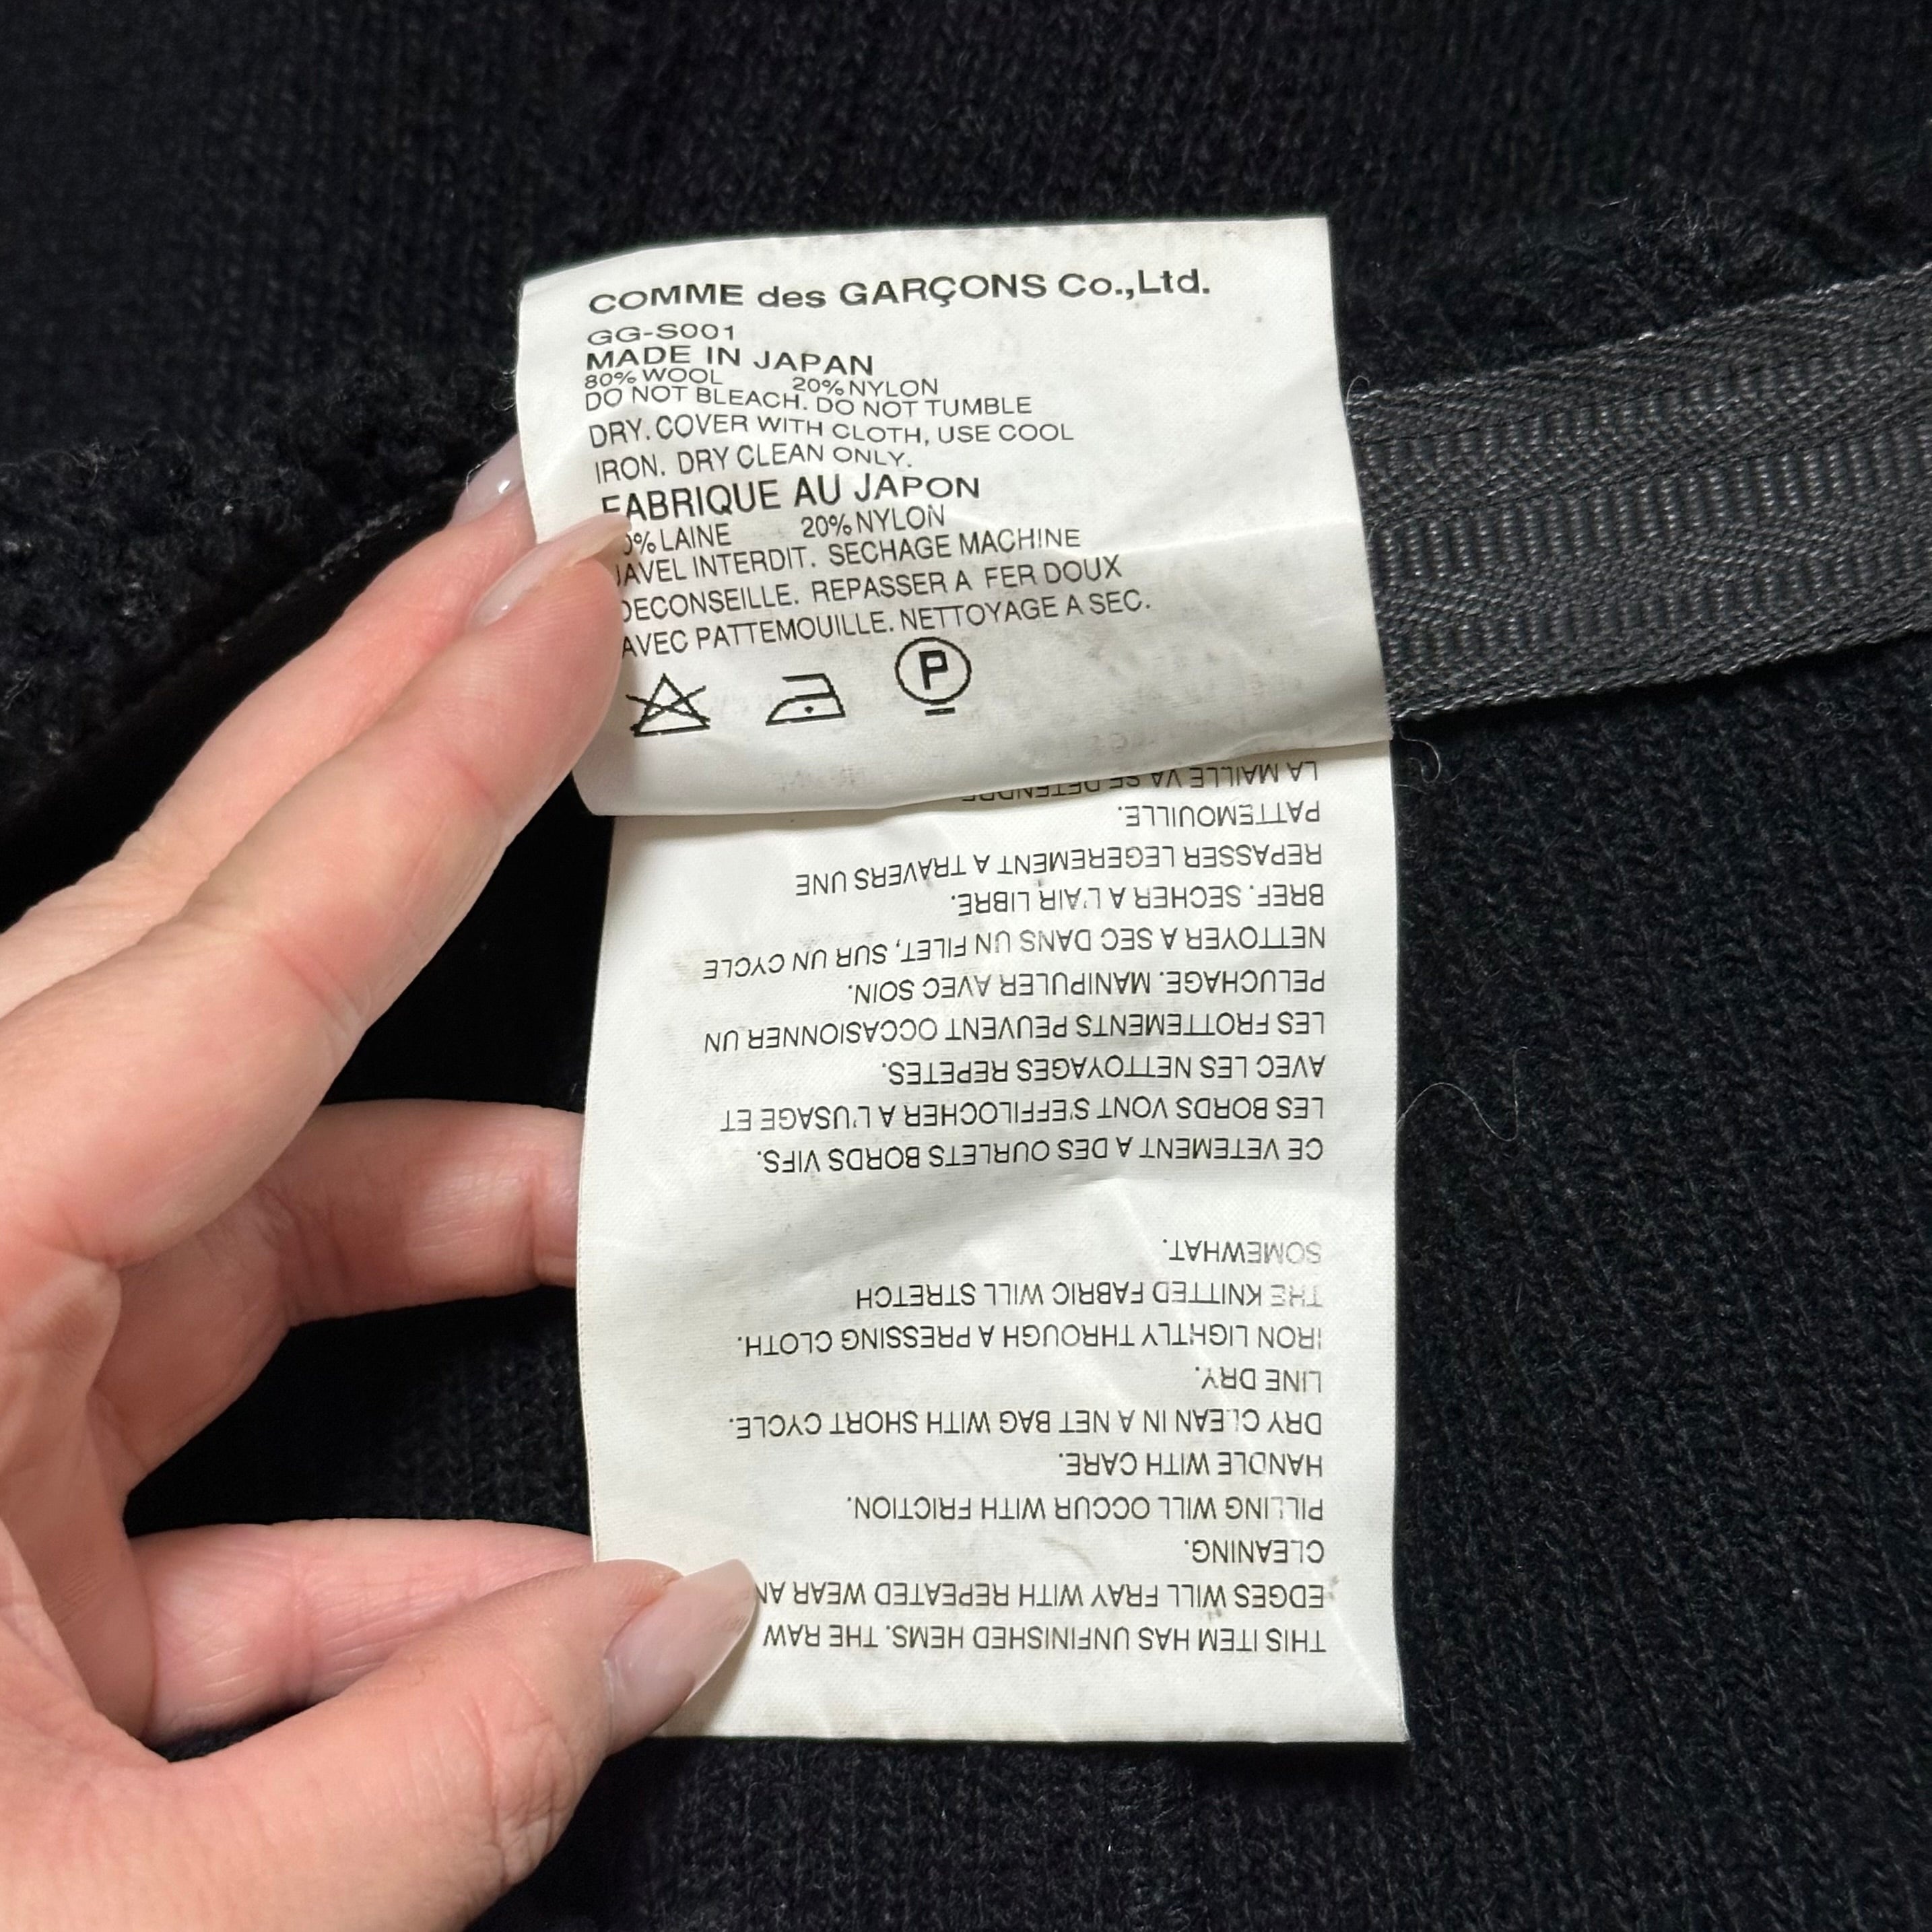 COMME des GARÇONS Co.,Ltd.
GG-S001
MADE IN JAPAN
80% WOOL 20% NYLON
DO NOT BLEACH. DO NOT TUMBLE
DRY. COVER WITH CLOTH, USE COOL
IRON. DRY CLEAN ONLY.
FABRIQUE AU JAPON
0% LAINE 20% NYLON
JAVEL INTERDIT. SECHAGE MACHINE
DECONSEILLE. REPASSER A FER DOUX
AVEC PATTEMOUILLE. NETTOYAGE A SEC.
P
THIS ITEM HAS UNFINISHED HEMS. THE RAW
EDGES WILL FRAY WITH REPEATED WEAR AN
CLEANING.
PILLING WILL OCCUR WITH FRICTION.
HANDLE WITH CARE.
DRY CLEAN IN A NET BAG WITH SHORT CYCLE.
LINE DRY.
IRON LIGHTLY THROUGH A PRESSING CLOTH.
THE KNITTED FABRIC WILL STRETCH
SOMEWHAT.
CE VETEMENT A DES OURLETS BORDS VIFS.
LES BORDS VONT S'EFFILOCHER A L'USAGE ET
AVEC LES NETTOYAGES REPETES.
LES FROTTEMENTS PEUVENT OCCASIONNER UN
PELUCHAGE. MANIPULER AVEC SOIN.
NETTOYER A SEC DANS UN FILET, SUR UN CYCLE
BREF. SECHER A L'AIR LIBRE.
REPASSER LEGEREMENT A TRAVERS UNE
PATTEMOUILLE.
LA MAILLE VA SE DETENDRE